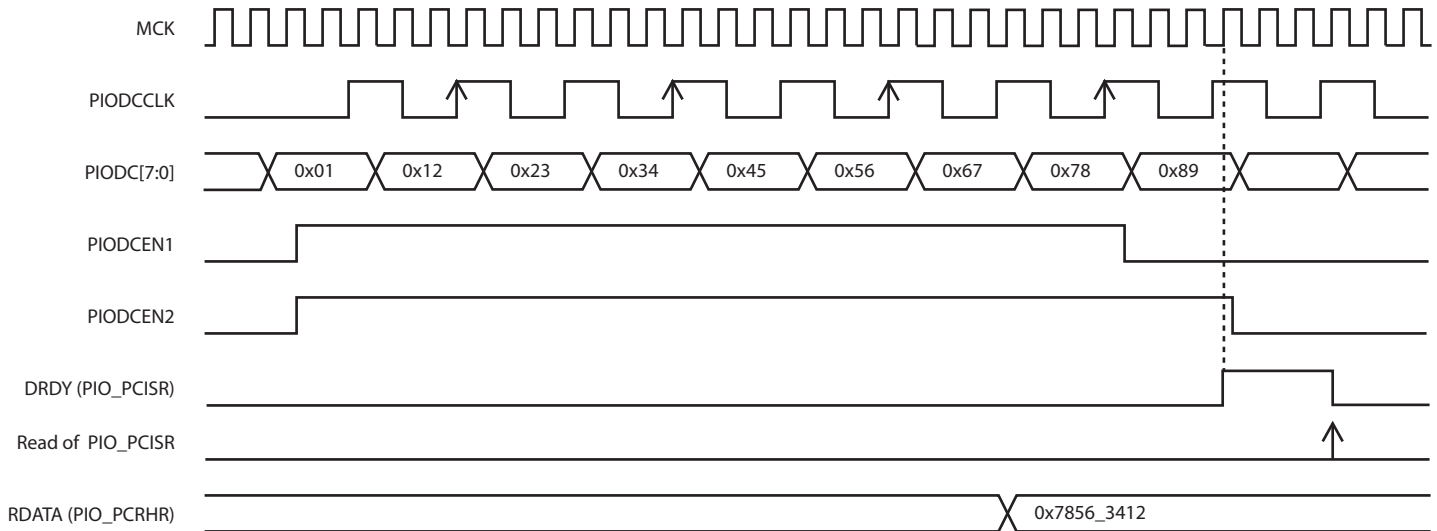 MCK
PIODCCLK
PIODC[7:0]
0x01 0x12 0x23 0x34 0x45 0x56 0x67 0x78 0x89
PIODCEN1
PIODCEN2
DRDY (PIO_PCISR)
Read of PIO_PCISR
RDATA (PIO_PCRHR)
0x7856_3412